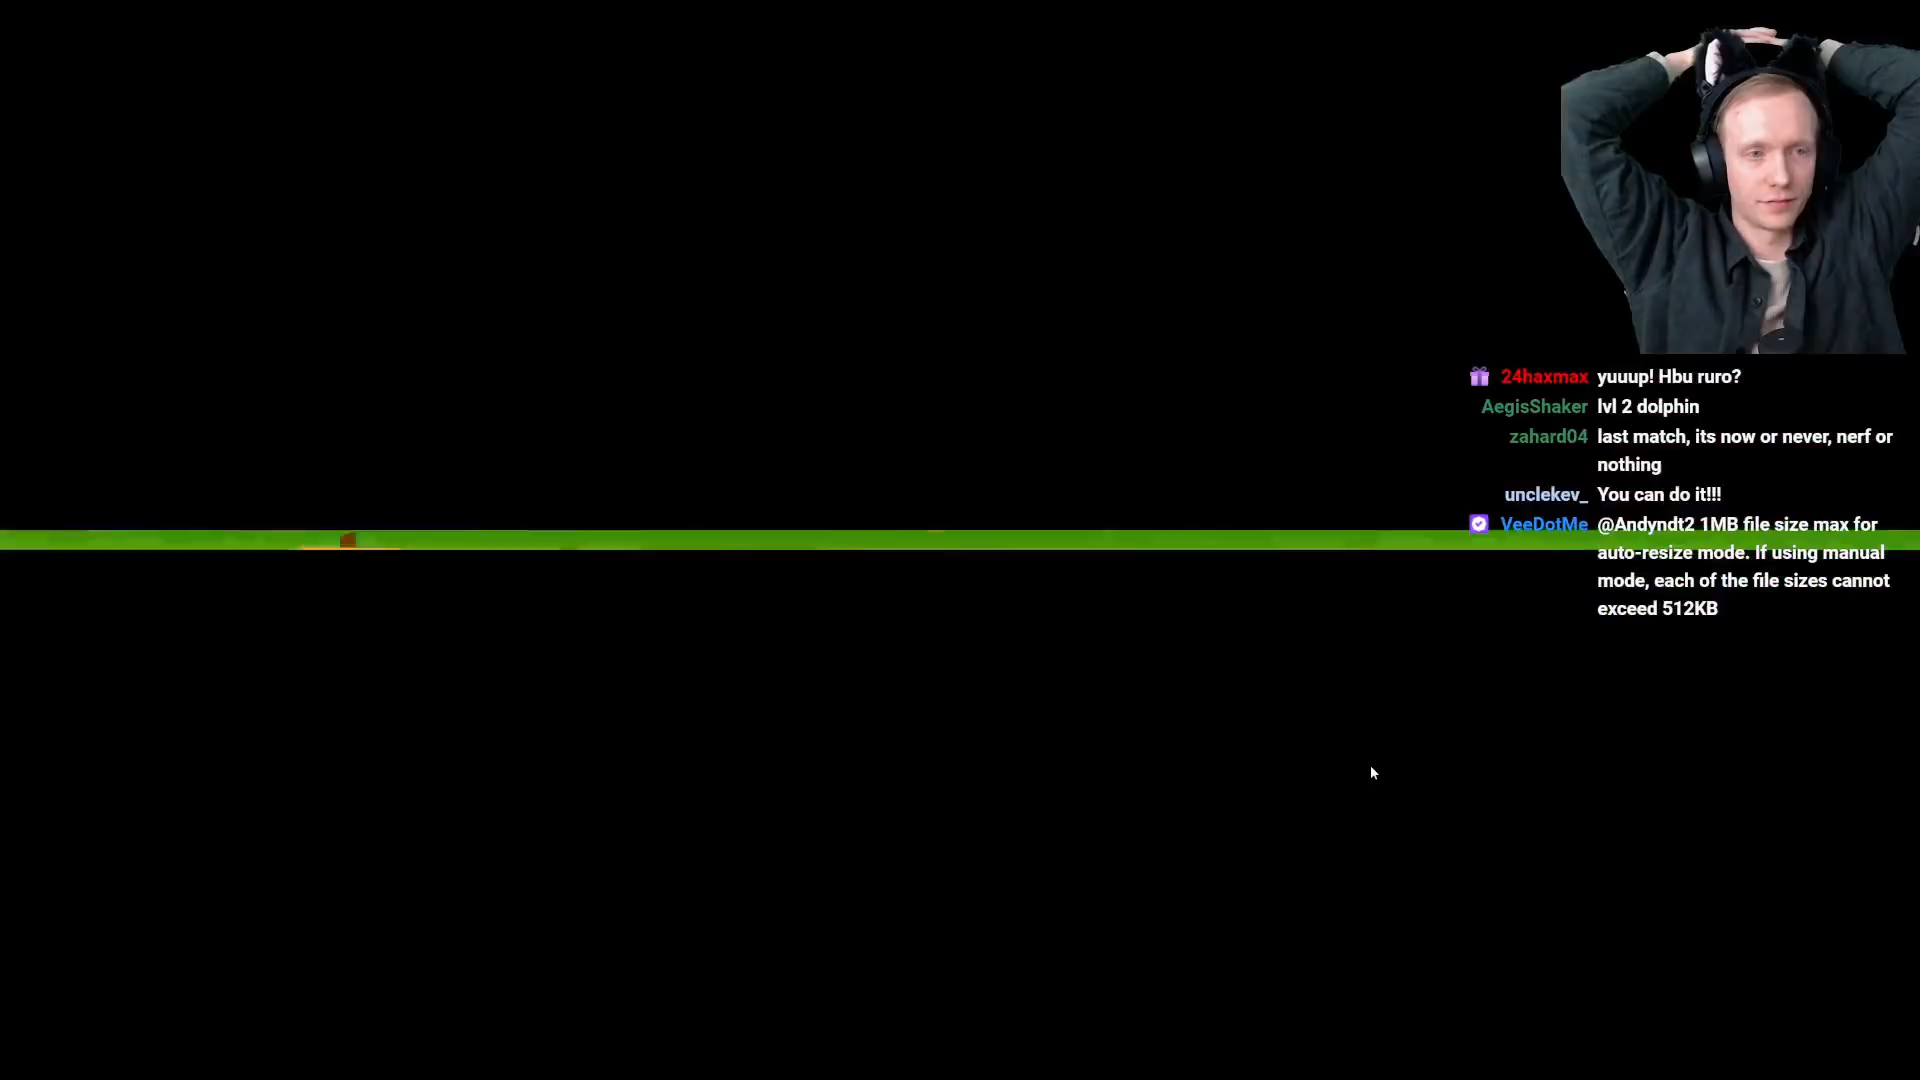 24haxmax yuuup! Hbu ruro?
AegisShaker lvl 2 dolphin
zahard04 last match, its now or never, nerf or
nothing
unclekev_ You can do it!!!
VeeDotMe @Andyndt2 1MB file size max for
auto-resize mode. If using manual
mode, each of the file sizes cannot
exceed 512KB